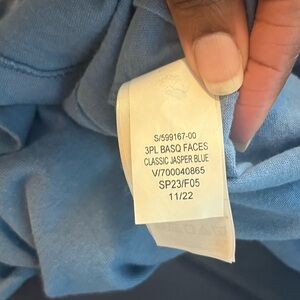 S/599167-00
3PL BASQ FACES
CLASSIC JASPER BLUE
V/700040865
SP23/F05
11/22